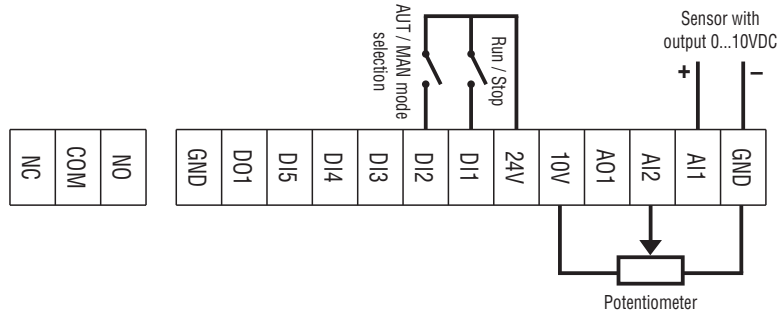 AUT / MAN mode
selection
Run / Stop
Sensor with
output 0...10VDC
+
–
NC
COM
NO
GND
DO1
DI5
DI4
DI3
DI2
DI1
24V
10V
AO1
AI2
AI1
GND
Potentiometer